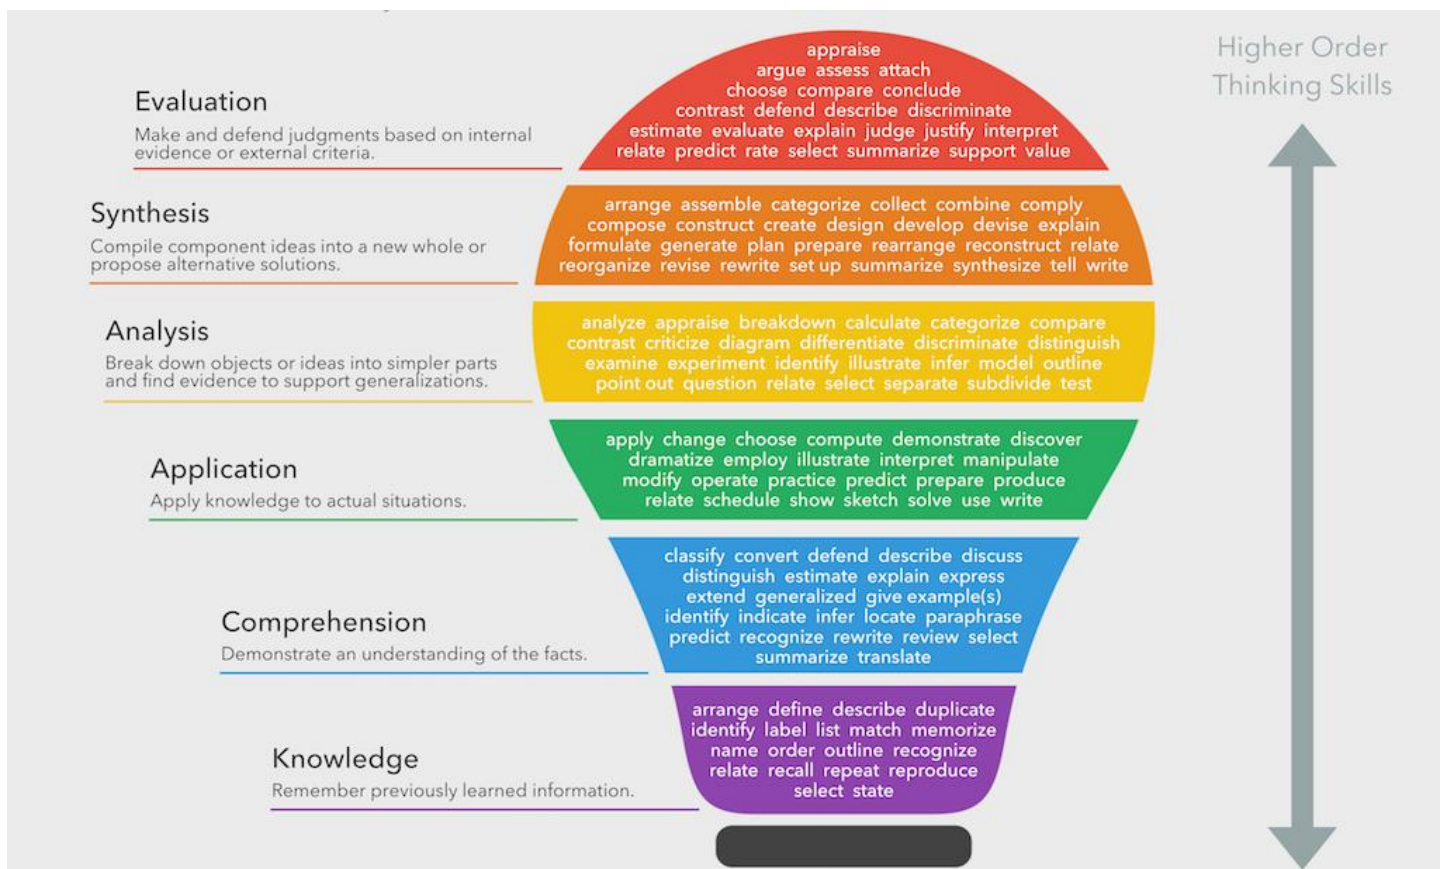 Higher Order
Thinking Skills
Evaluation
Make and defend judgments based on internal
evidence or external criteria.
appraise
argue assess attach
choose compare conclude
contrast defend describe discriminate
estimate evaluate explain judge justify interpret
relate predict rate select summarize support value
Synthesis
Compile component ideas into a new whole or
propose alternative solutions.
arrange assemble categorize collect combine comply
compose construct create design develop devise explain
formulate generate plan prepare rearrange reconstruct relate
reorganize revise rewrite set up summarize synthesize tell write
Analysis
Break down objects or ideas into simpler parts
and find evidence to support generalizations.
analyze appraise breakdown calculate categorize compare
contrast criticize diagram differentiate discriminate distinguish
examine experiment identify illustrate infer model outline
point out question relate select separate subdivide test
Application
Apply knowledge to actual situations.
apply change choose compute demonstrate discover
dramatize employ illustrate interpret manipulate
modify operate practice predict prepare produce
relate schedule show sketch solve use write
Comprehension
Demonstrate an understanding of the facts.
classify convert defend describe discuss
distinguish estimate explain express
extend generalized give example(s)
identify indicate infer locate paraphrase
predict recognize rewrite review select
summarize translate
Knowledge
Remember previously learned information.
arrange define describe duplicate
identify label list match memorize
name order outline recognize
relate recall repeat reproduce
select state